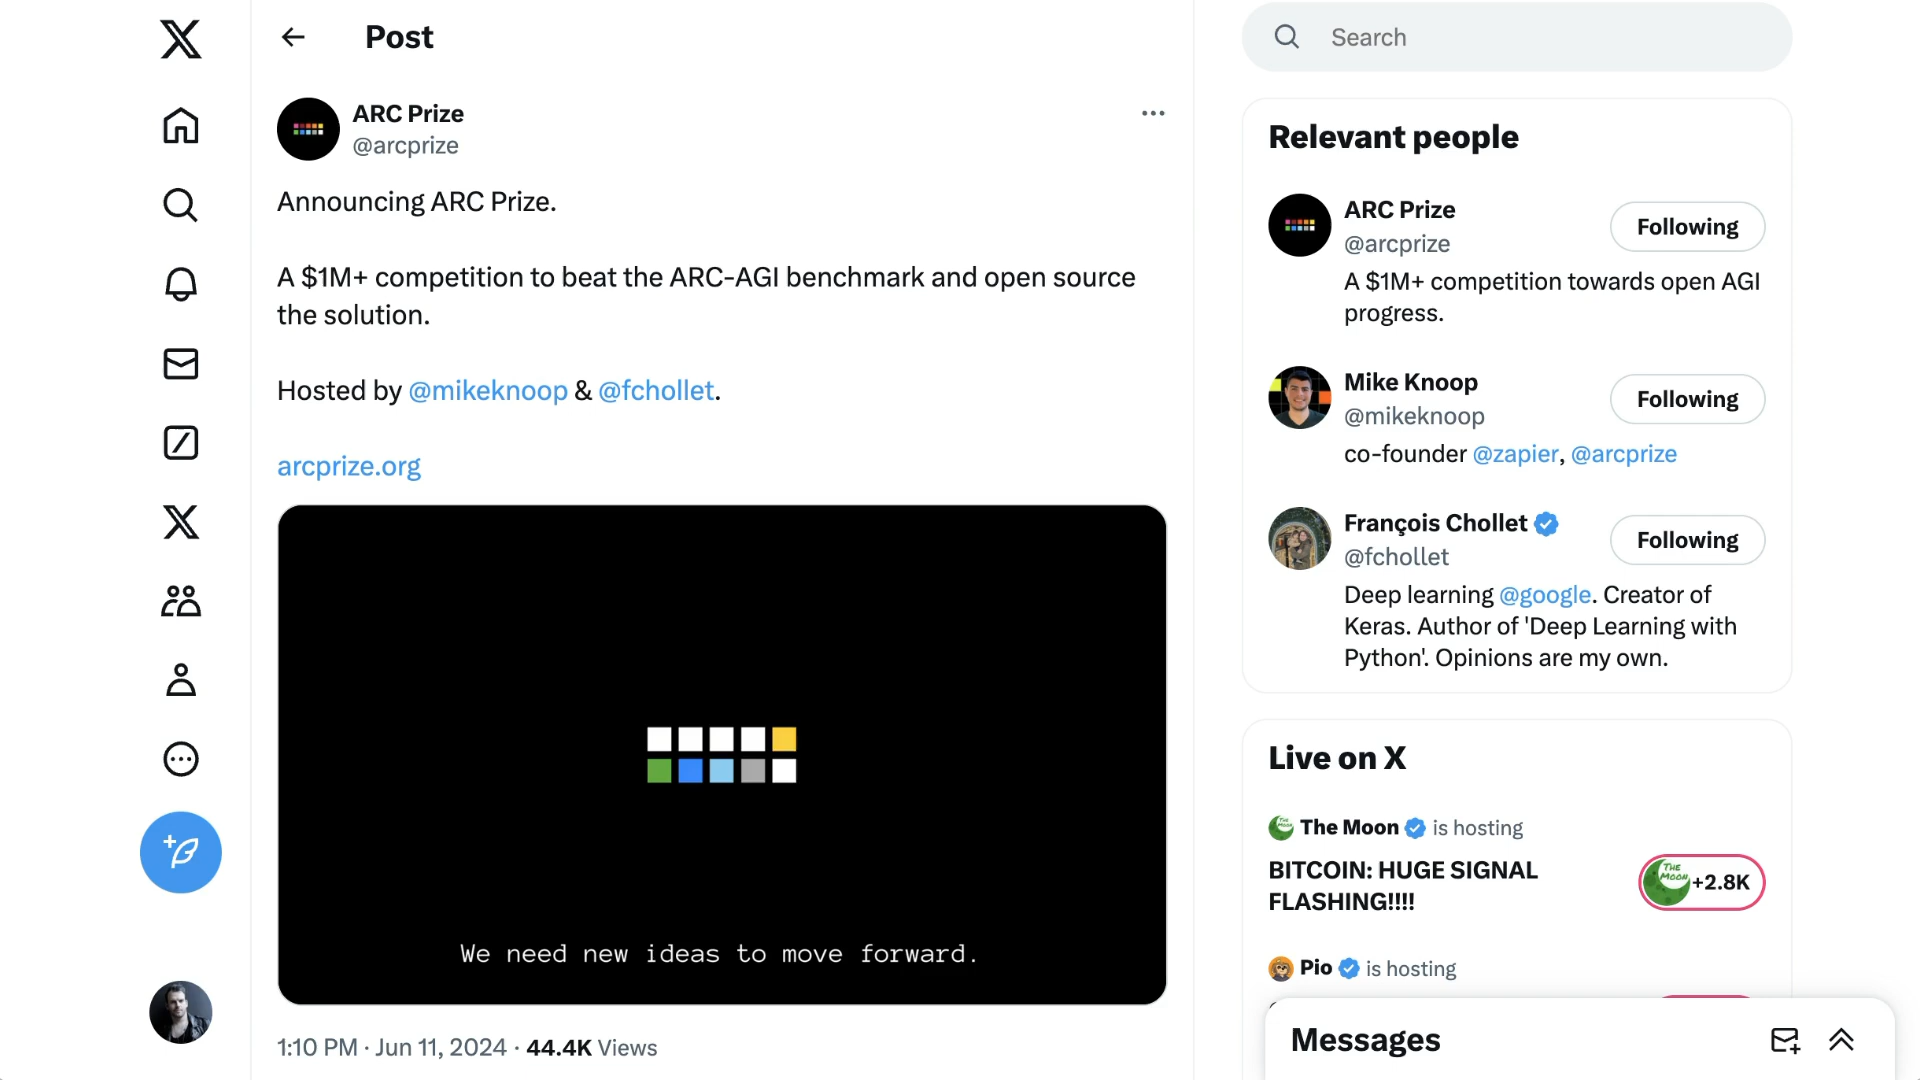 Post
ARC Prize
@arcprize
Announcing ARC Prize.
A $1M+ competition to beat the ARC-AGI benchmark and open source
the solution.
Hosted by @mikeknoop & @fchollet.
arcprize.org
We need new ideas to move forward.
1:10 PM · Jun 11, 2024 · 44.4K Views
Search
Relevant people
ARC Prize
@arcprize
Following
A $1M+ competition towards open AGI
progress.
Mike Knoop
@mikeknoop
Following
co-founder @zapier, @arcprize
François Chollet
@fchollet
Following
Deep learning @google. Creator of
Keras. Author of 'Deep Learning with
Python'. Opinions are my own.
Live on X
The Moon is hosting
BITCOIN: HUGE SIGNAL
FLASHING!!!!
THE
MOON
+2.8K
Pio is hosting
Messages